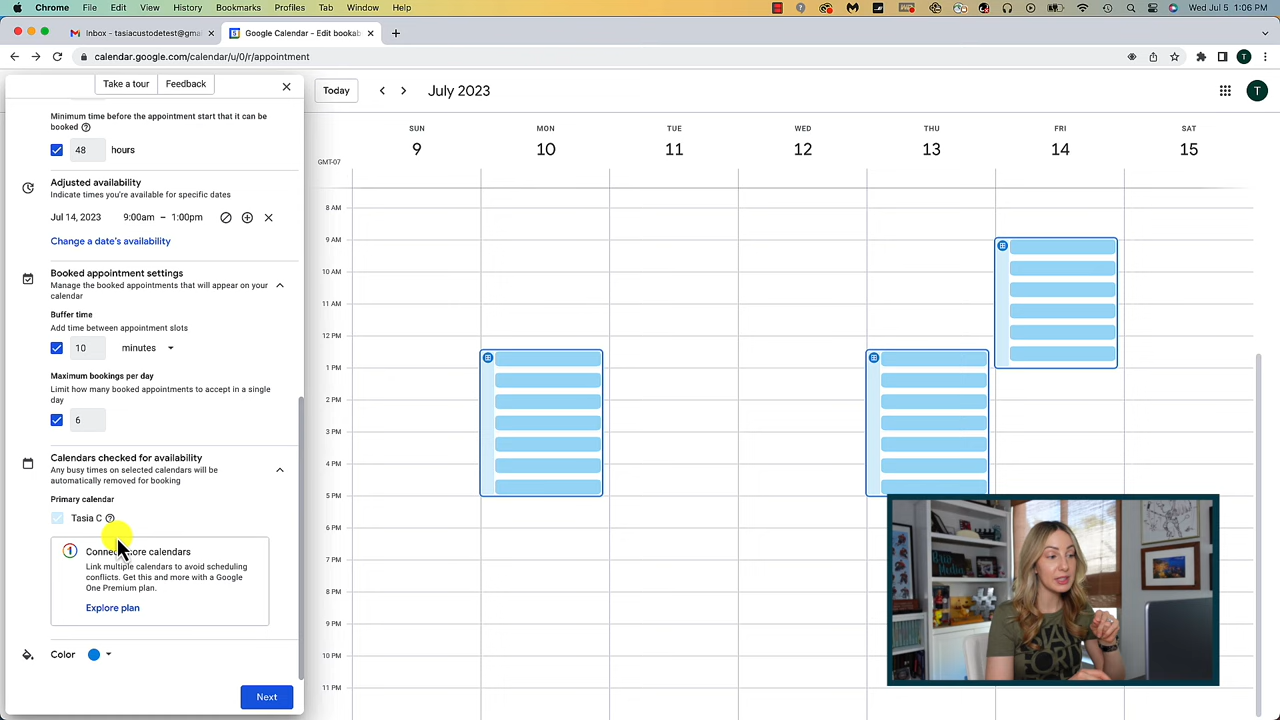 Chrome File Edit View History Bookmarks Profiles Tab Window Help
Wed Jul 5 1:06 PM
Inbox - tasiacustodetest@gma
Google Calendar - Edit bookab
calendar.google.com/calendar/u/0/r/appointment
T
Take a tour
Feedback
Today
July 2023
T
Minimum time before the appointment start that it can be
booked
48 hours
Adjusted availability
Indicate times you're available for specific dates
Jul 14, 2023 9:00am – 1:00pm
Change a date's availability
Booked appointment settings
Manage the booked appointments that will appear on your
calendar
Buffer time
Add time between appointment slots
10 minutes
Maximum bookings per day
Limit how many booked appointments to accept in a single
day
6
Calendars checked for availability
Any busy times on selected calendars will be
automatically removed for booking
Primary calendar
Tasia C
1
calendars
Link multiple calendars to avoid scheduling
conflicts. Get this and more with a Google
One Premium plan.
Explore plan
Color
Next
SUN MON TUE WED THU FRI SAT
9 10 11 12 13 14 15
GMT-07
8 AM
9 AM
10 AM
11 AM
12 PM
1 PM
2 PM
3 PM
4 PM
5 PM
6 PM
7 PM
8 PM
9 PM
10 PM
11 PM